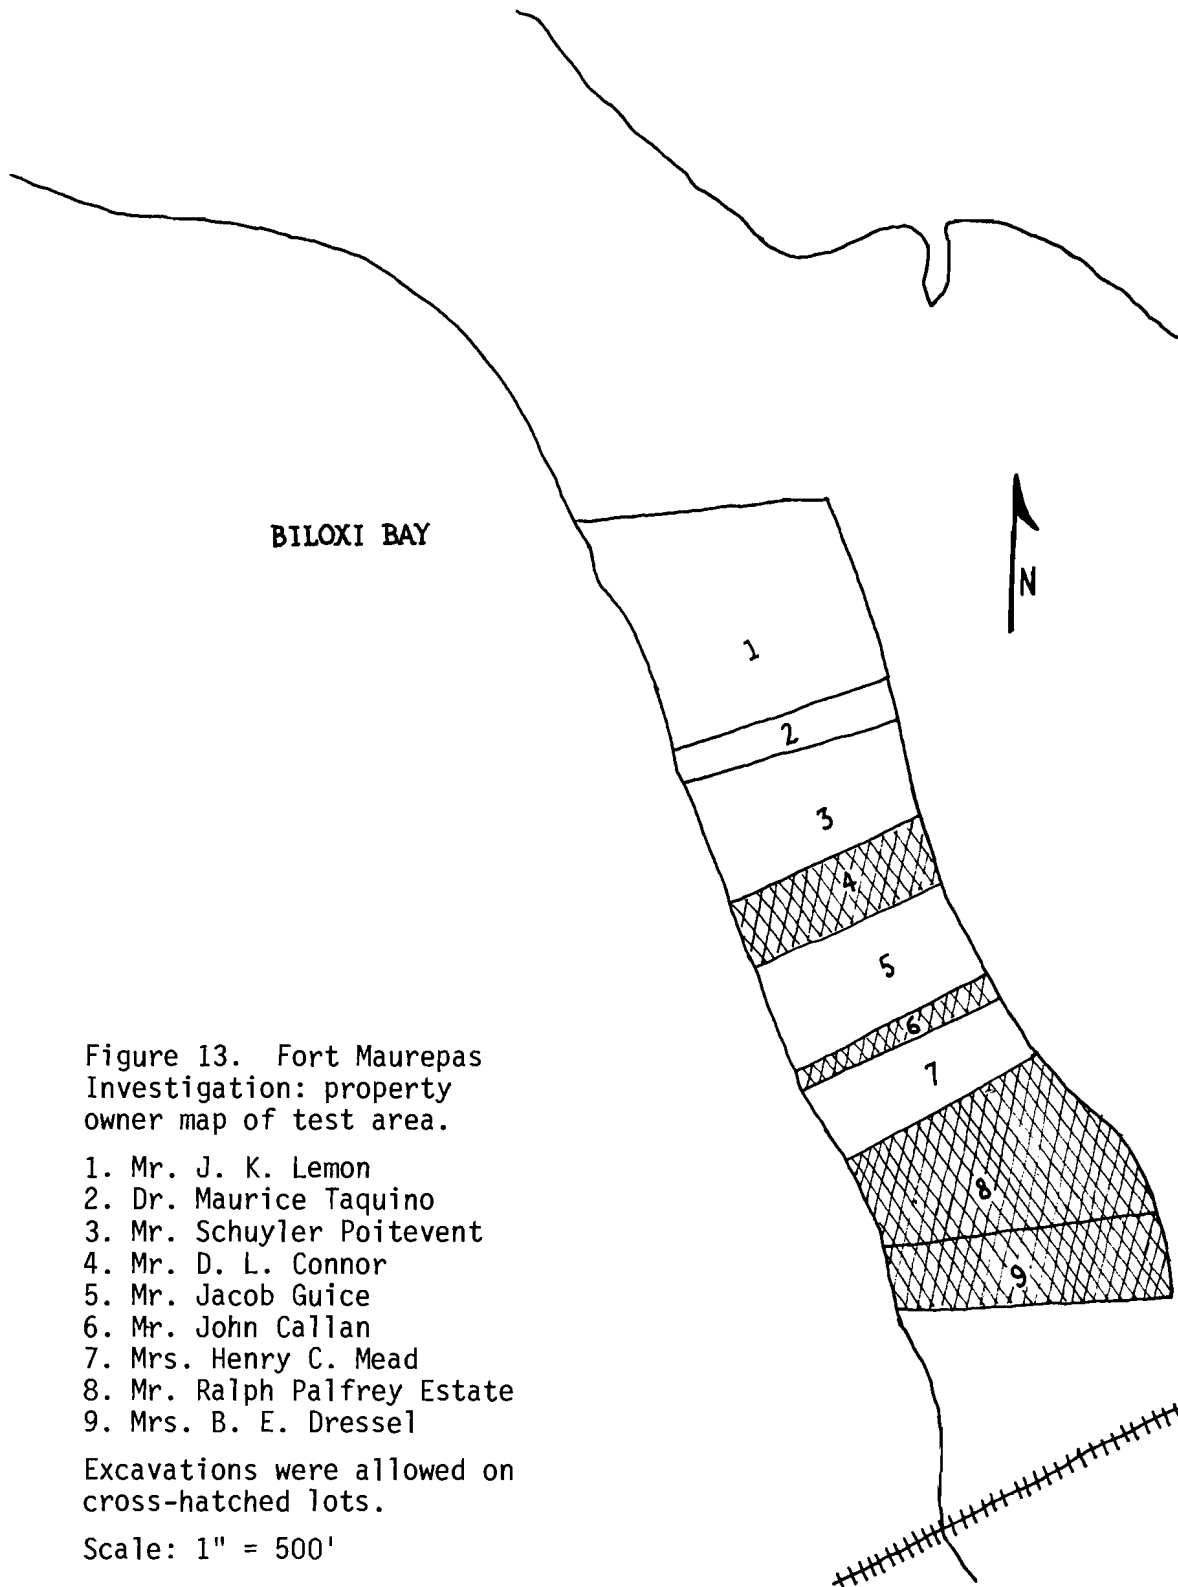 BILOXI BAY
N
1
2
3
4
5
6
7
8
9
Figure 13. Fort Maurepas
Investigation: property
owner map of test area.
1. Mr. J. K. Lemon
2. Dr. Maurice Taquino
3. Mr. Schuyler Poitevent
4. Mr. D. L. Connor
5. Mr. Jacob Guice
6. Mr. John Callan
7. Mrs. Henry C. Mead
8. Mr. Ralph Palfrey Estate
9. Mrs. B. E. Dressel
Excavations were allowed on
cross-hatched lots.
Scale: 1" = 500'